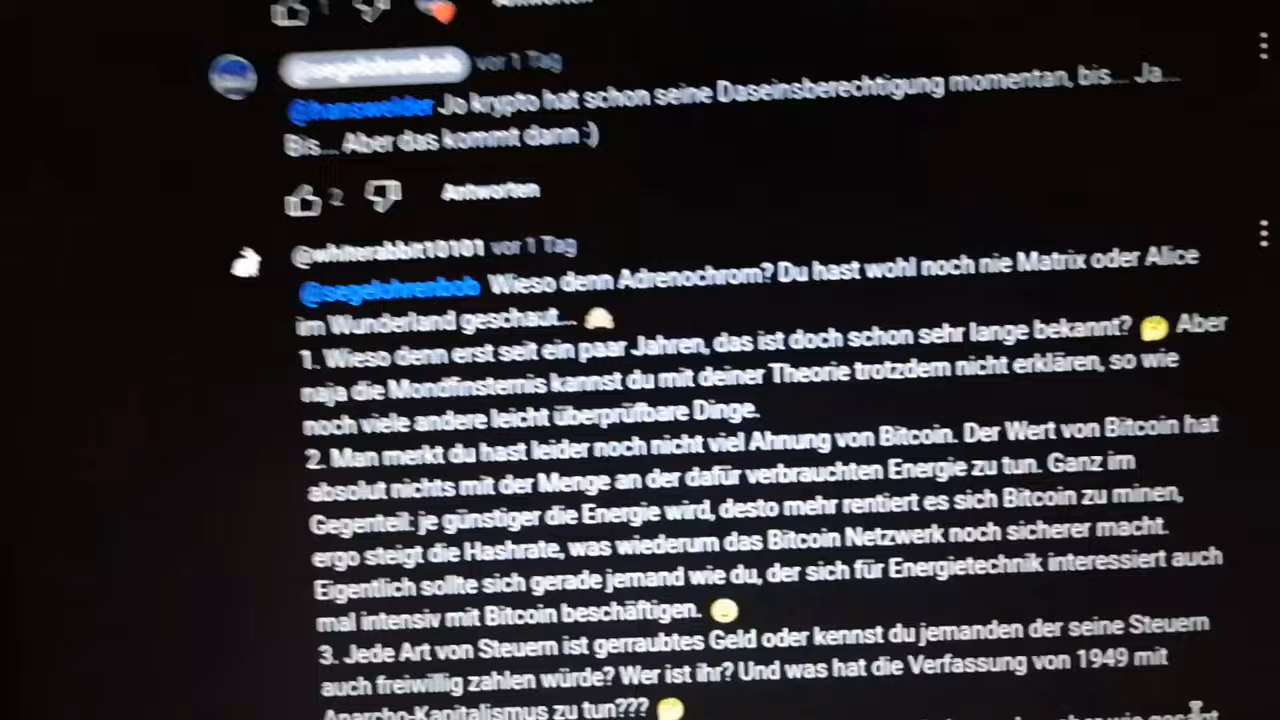 Antworten
@segelohrenbob vor 1 Tag
@hanswelder Jo krypto hat schon seine Daseinsberechtigung momentan, bis... Ja...
Bis... Aber das kommt dann :)
2 Antworten
@whiterabbit10101 vor 1 Tag
@segelohrenbob Wieso denn Adrenochrom? Du hast wohl noch nie Matrix oder Alice
im Wunderland geschaut... 🙈
1. Wieso denn erst seit ein paar Jahren, das ist doch schon sehr lange bekannt? 🤔 Aber
naja die Mondfinsternis kannst du mit deiner Theorie trotzdem nicht erklären, so wie
noch viele andere leicht überprüfbare Dinge.
2. Man merkt du hast leider noch nicht viel Ahnung von Bitcoin. Der Wert von Bitcoin hat
absolut nichts mit der Menge an der dafür verbrauchten Energie zu tun. Ganz im
Gegenteil: je günstiger die Energie wird, desto mehr rentiert es sich Bitcoin zu minen,
ergo steigt die Hashrate, was wiederum das Bitcoin Netzwerk noch sicherer macht.
Eigentlich sollte sich gerade jemand wie du, der sich für Energietechnik interessiert auch
mal intensiv mit Bitcoin beschäftigen.
3. Jede Art von Steuern ist gerraubtes Geld oder kennst du jemanden der seine Steuern
auch freiwillig zahlen würde? Wer ist ihr? Und was hat die Verfassung von 1949 mit
Anarcho-Kapitalismus zu tun??? 🤔